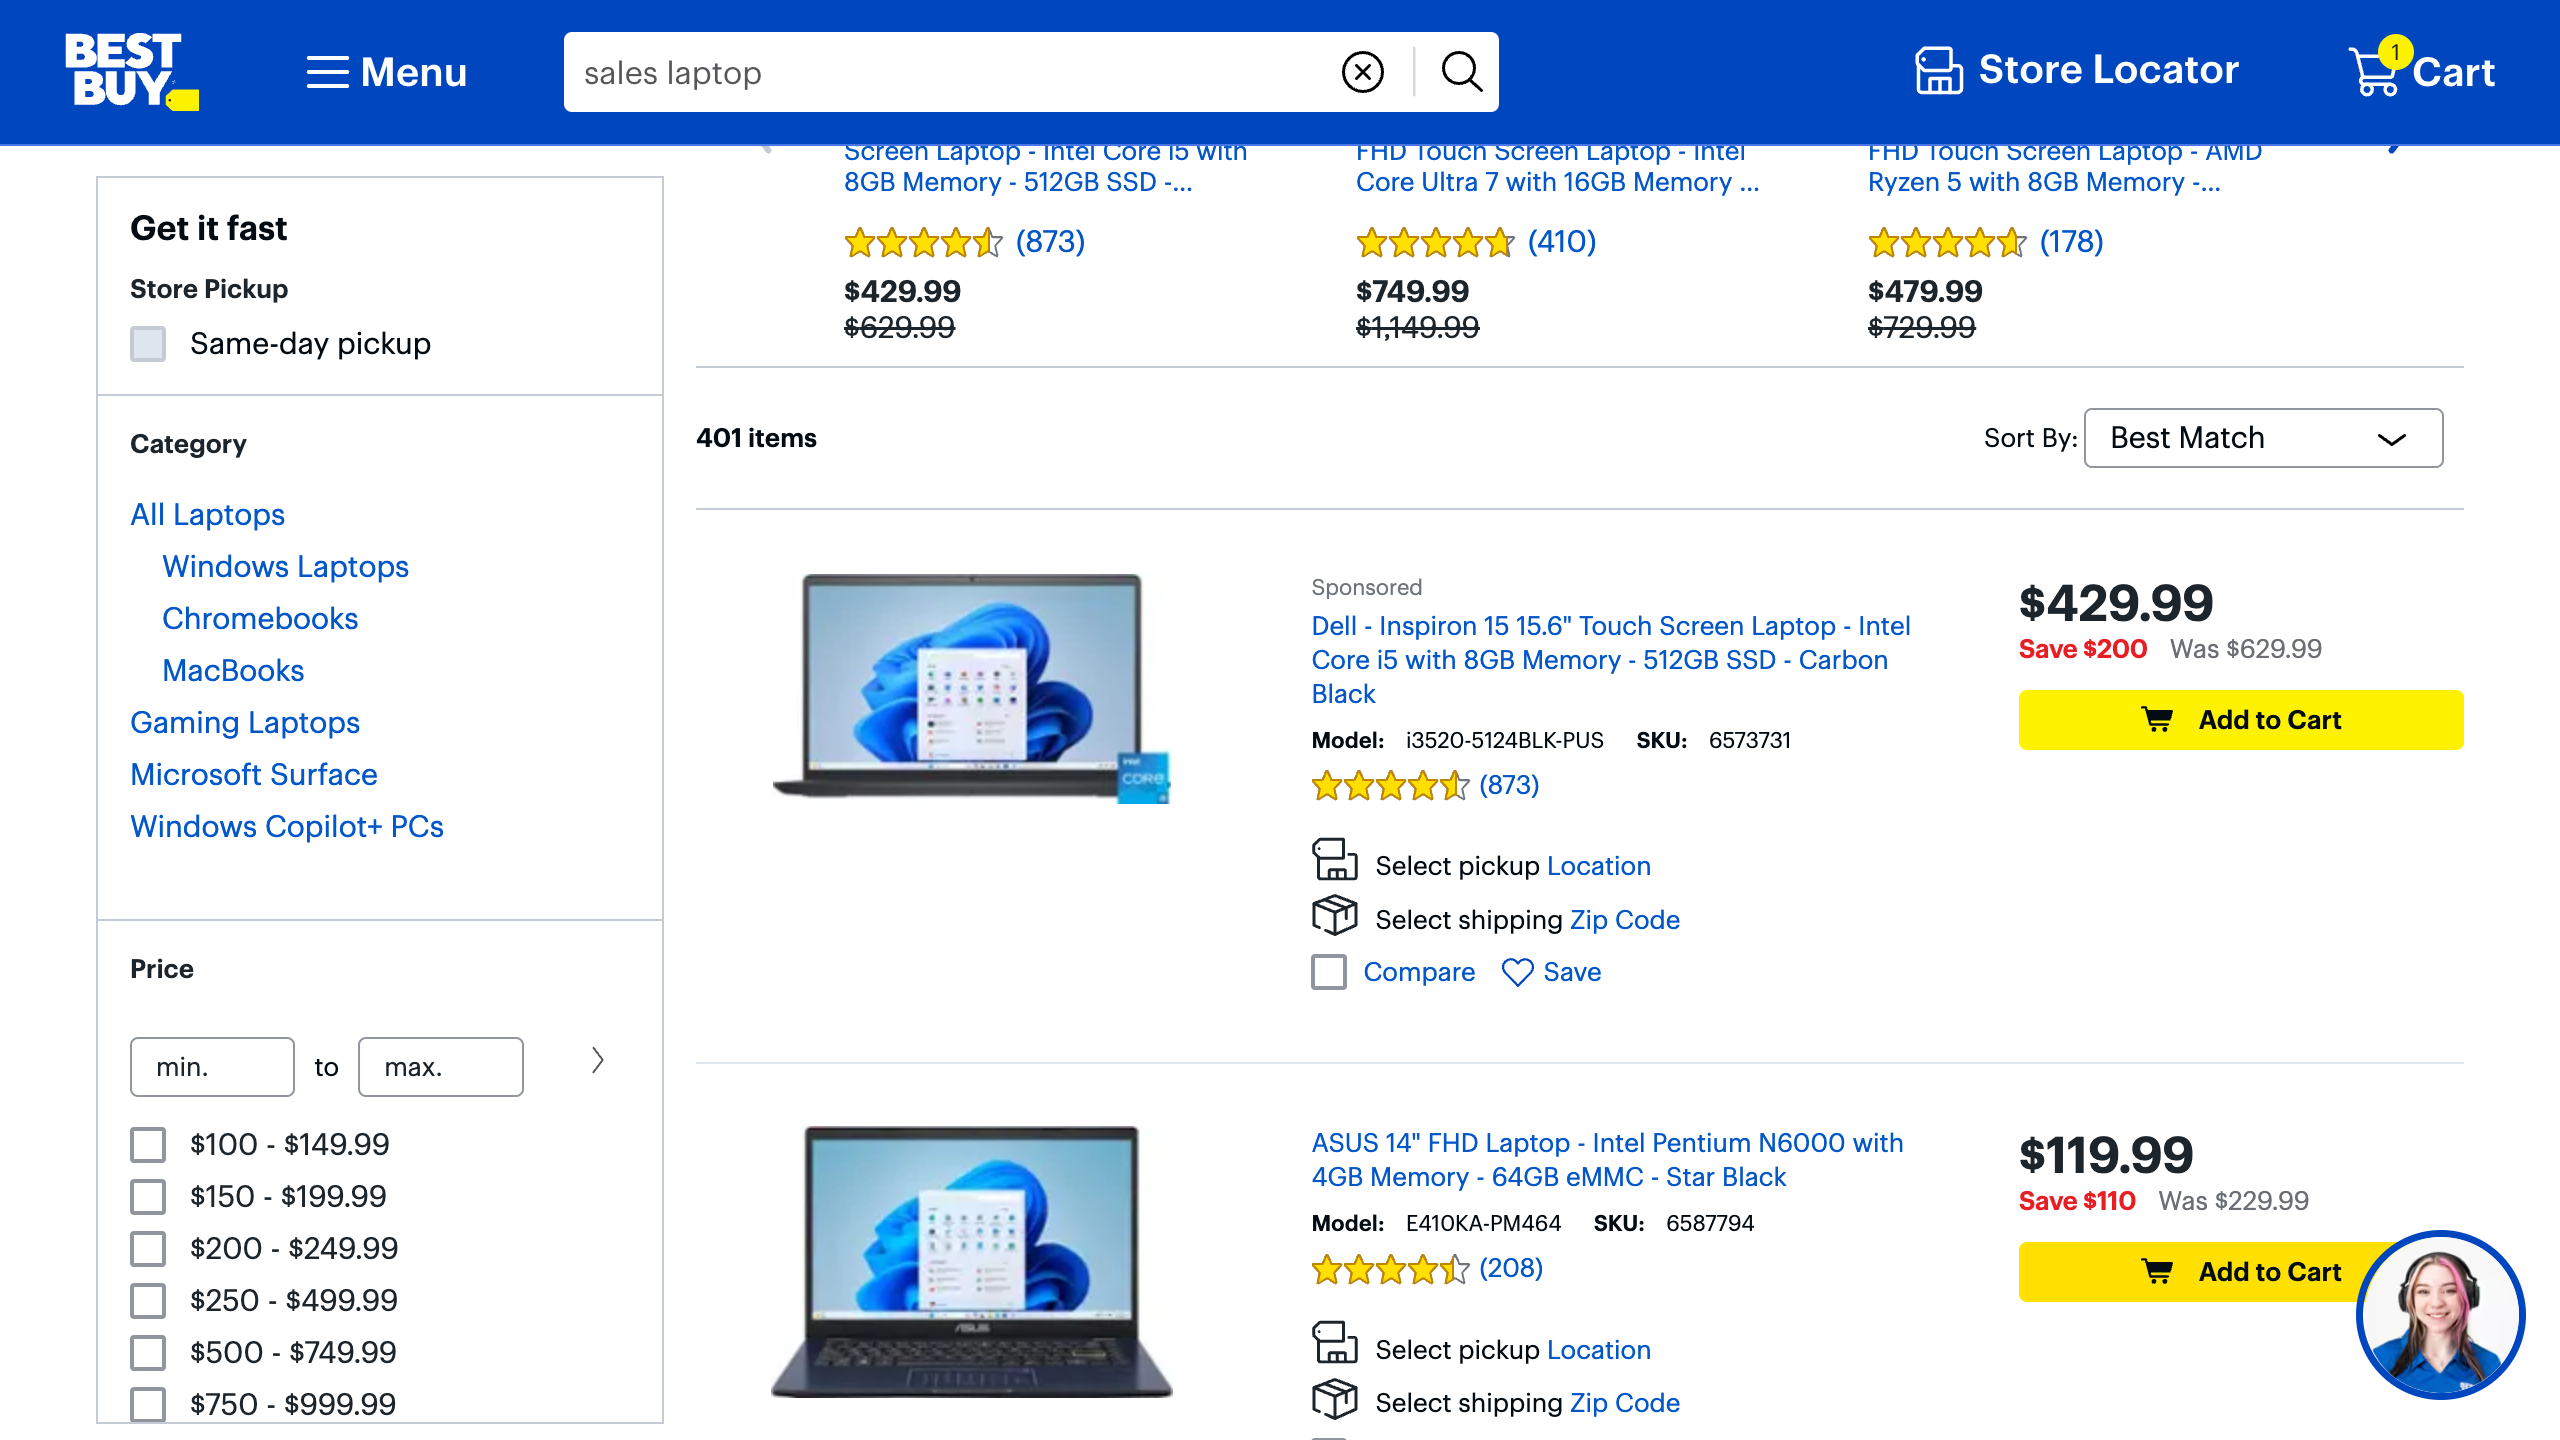 BEST BUY
Menu
sales laptop
Store Locator
1
Cart
Screen Laptop - Intel Core i5 with
8GB Memory - 512GB SSD -...
(873)
$429.99
$629.99
FHD Touch Screen Laptop - Intel
Core Ultra 7 with 16GB Memory ...
(410)
$749.99
$1,149.99
FHD Touch Screen Laptop - AMD
Ryzen 5 with 8GB Memory -...
(178)
$479.99
$729.99
Get it fast
Store Pickup
Same-day pickup
Category
All Laptops
Windows Laptops
Chromebooks
MacBooks
Gaming Laptops
Microsoft Surface
Windows Copilot+ PCs
Price
min. to max.
$100 - $149.99
$150 - $199.99
$200 - $249.99
$250 - $499.99
$500 - $749.99
$750 - $999.99
401 items
Sort By: Best Match
intel
CORE
Sponsored
Dell - Inspiron 15 15.6" Touch Screen Laptop - Intel
Core i5 with 8GB Memory - 512GB SSD - Carbon
Black
Model: i3520-5124BLK-PUS SKU: 6573731
(873)
Select pickup Location
Select shipping Zip Code
Compare Save
$429.99
Save $200 Was $629.99
Add to Cart
ASUS
ASUS 14" FHD Laptop - Intel Pentium N6000 with
4GB Memory - 64GB eMMC - Star Black
Model: E410KA-PM464 SKU: 6587794
(208)
Select pickup Location
Select shipping Zip Code
$119.99
Save $110 Was $229.99
Add to Cart